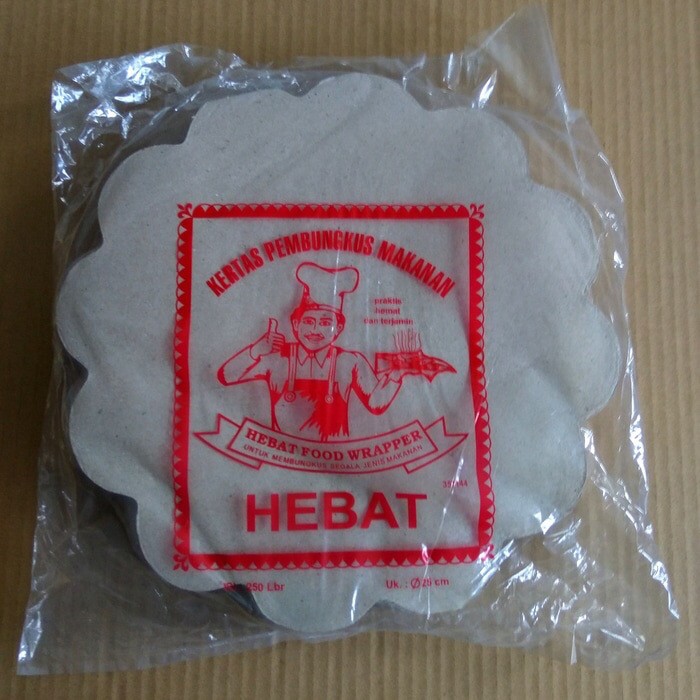 KERTAS PEMBUNGKUS MAKANAN
praktis
hemat
dan terjamin
HEBAT FOOD WRAPPER
UNTUK MEMBUNGKUS SEGALA JENIS MAKANAN
HEBAT
250 Lbr
Uk. : Ø 26 cm